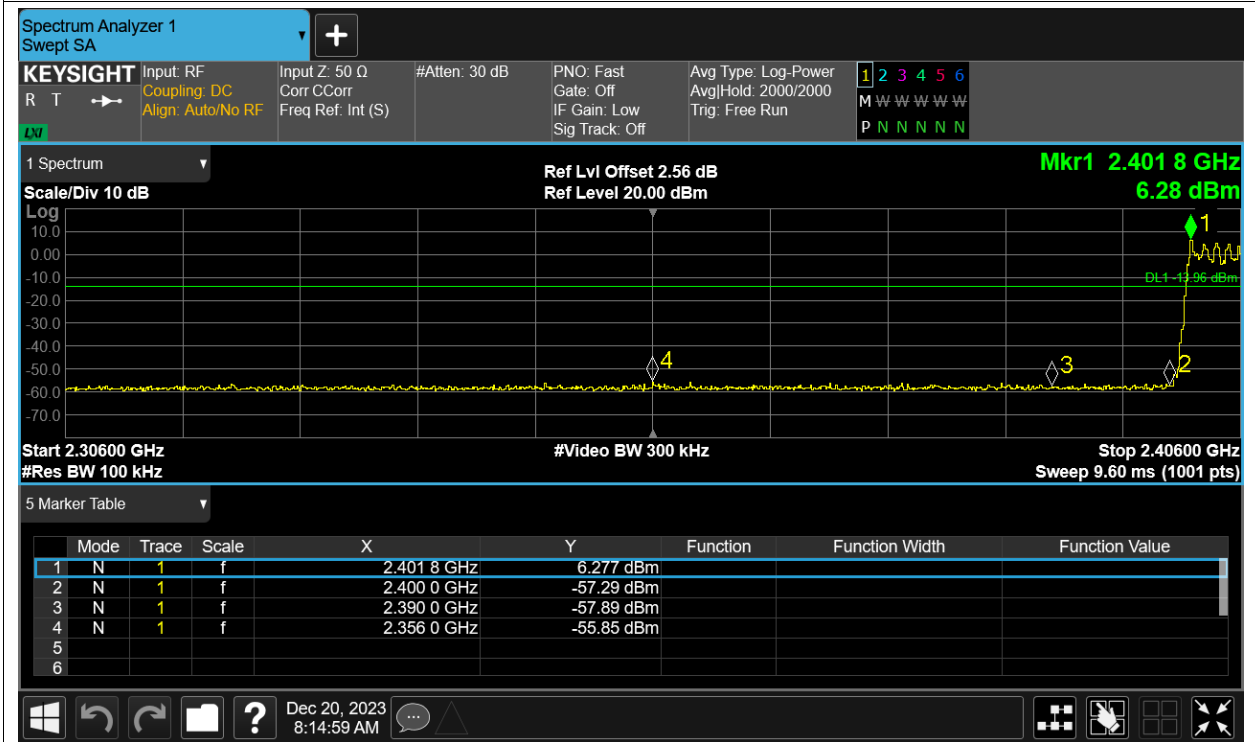 Spectrum Analyzer 1
Swept SA
+
KEYSIGHT Input: RF Input Z: 50 Ω #Atten: 30 dB PNO: Fast Avg Type: Log-Power 1 2 3 4 5 6
R T Coupling: DC Corr CCorr Gate: Off Avg|Hold: 2000/2000 M W W W W W
Align: Auto/No RF Freq Ref: Int (S) IF Gain: Low Trig: Free Run
LXI Sig Track: Off P N N N N N
1 Spectrum Ref Lvl Offset 2.56 dB Mkr1 2.401 8 GHz
Scale/Div 10 dB Ref Level 20.00 dBm 6.28 dBm
Log
1
10.0
0.00
-10.0
DL1 -13.96 dBm
-20.0
-30.0
-40.0
4 3 2
-50.0
-60.0
-70.0
Start 2.30600 GHz #Video BW 300 kHz Stop 2.40600 GHz
#Res BW 100 kHz Sweep 9.60 ms (1001 pts)
5 Marker Table
Mode Trace Scale X Y Function Function Width Function Value
1 N 1 f 2.401 8 GHz 6.277 dBm
2 N 1 f 2.400 0 GHz -57.29 dBm
3 N 1 f 2.390 0 GHz -57.89 dBm
4 N 1 f 2.356 0 GHz -55.85 dBm
5
6
? Dec 20, 2023
8:14:59 AM